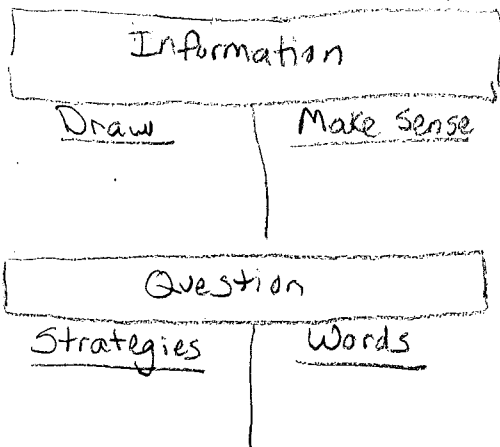 Information
Draw Make Sense
Question
Strategies Words